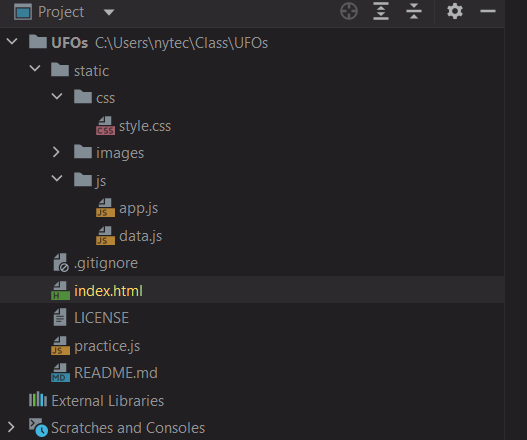 Project
UFOs C:\Users\nytec\Class\UFOs
static
css
CSS style.css
images
js
JS app.js
JS data.js
.gitignore
H index.html
LICENSE
JS practice.js
MD README.md
External Libraries
Scratches and Consoles